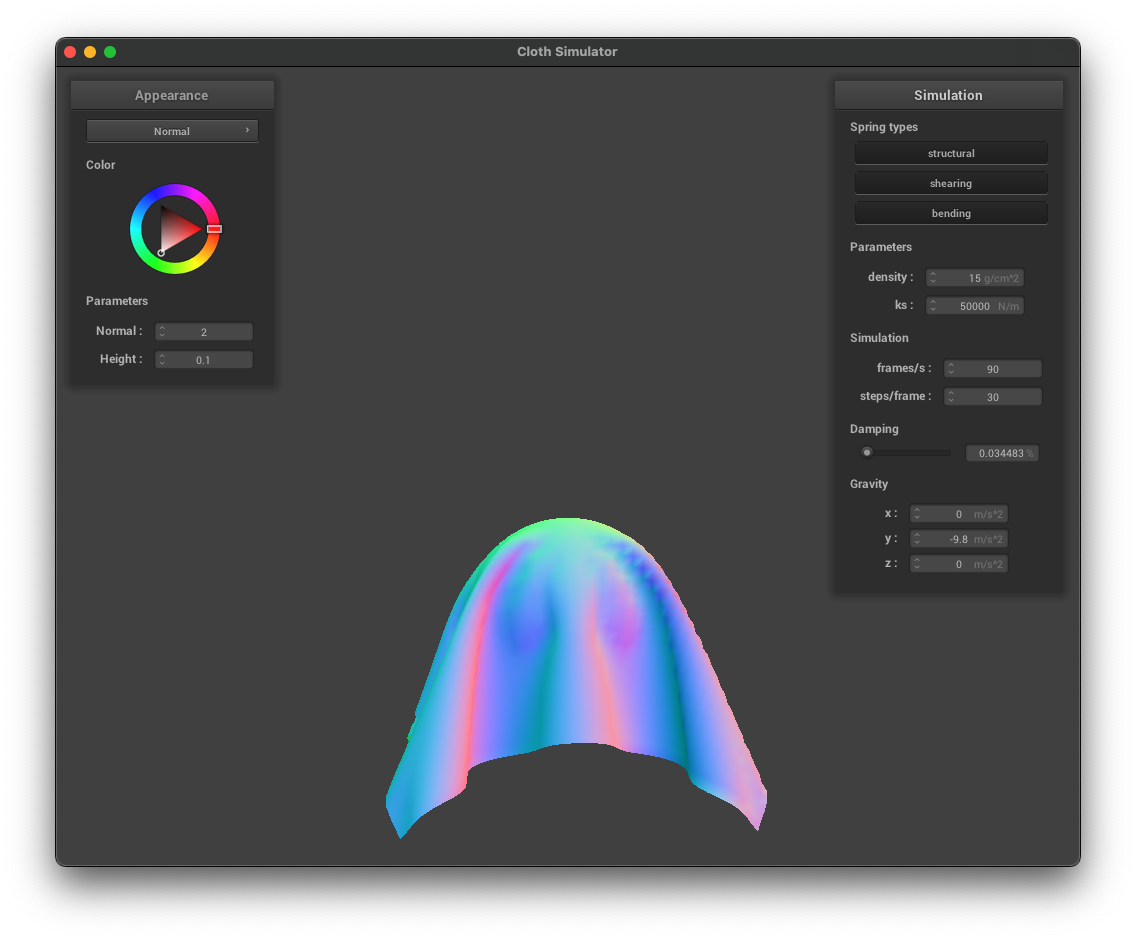 Cloth Simulator
Appearance
Normal ›
Color
Parameters
Normal : 2
Height : 0.1
Simulation
Spring types
structural
shearing
bending
Parameters
density : 15 g/cm^2
ks : 50000 N/m
Simulation
frames/s : 90
steps/frame : 30
Damping
0.034483 %
Gravity
x : 0 m/s^2
y : -9.8 m/s^2
z : 0 m/s^2